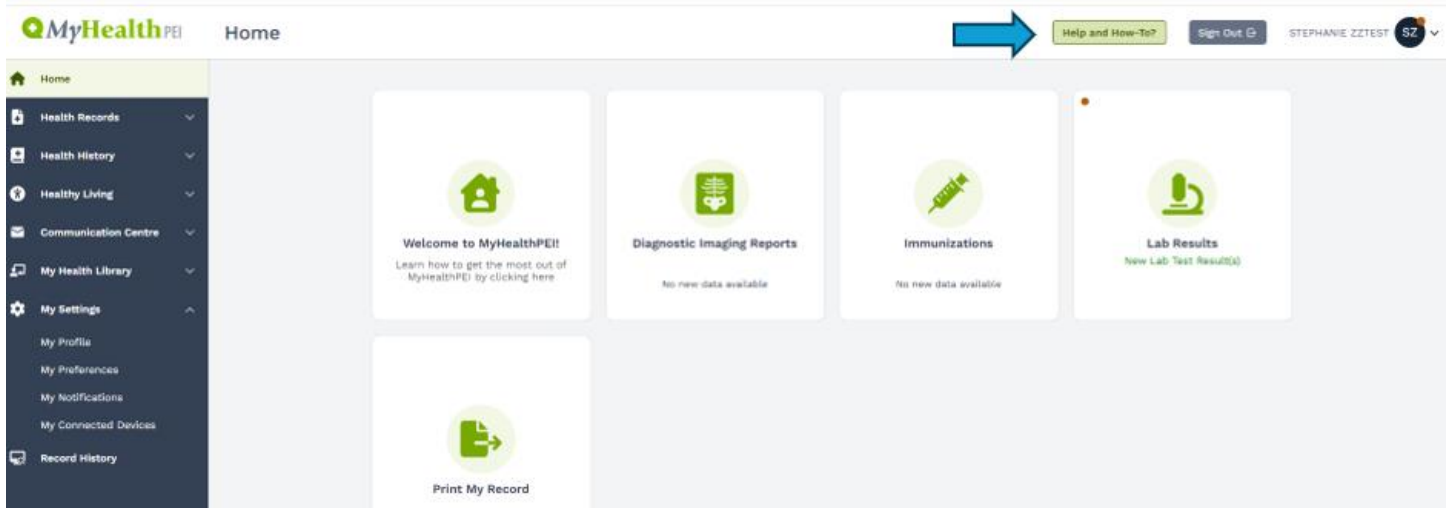 MyHealth PEI
Home
Help and How-To?
Sign Out
STEPHANIE ZZTEST
SZ
Home
Health Records
Health History
Healthy Living
Communication Centre
My Health Library
My Settings
My Profile
My Preferences
My Notifications
My Connected Devices
Record History
Welcome to MyHealthPEI!
Learn how to get the most out of
MyHealthPEI by clicking here
Diagnostic Imaging Reports
No new data available
Immunizations
No new data available
Lab Results
New Lab Test Result(s)
Print My Record